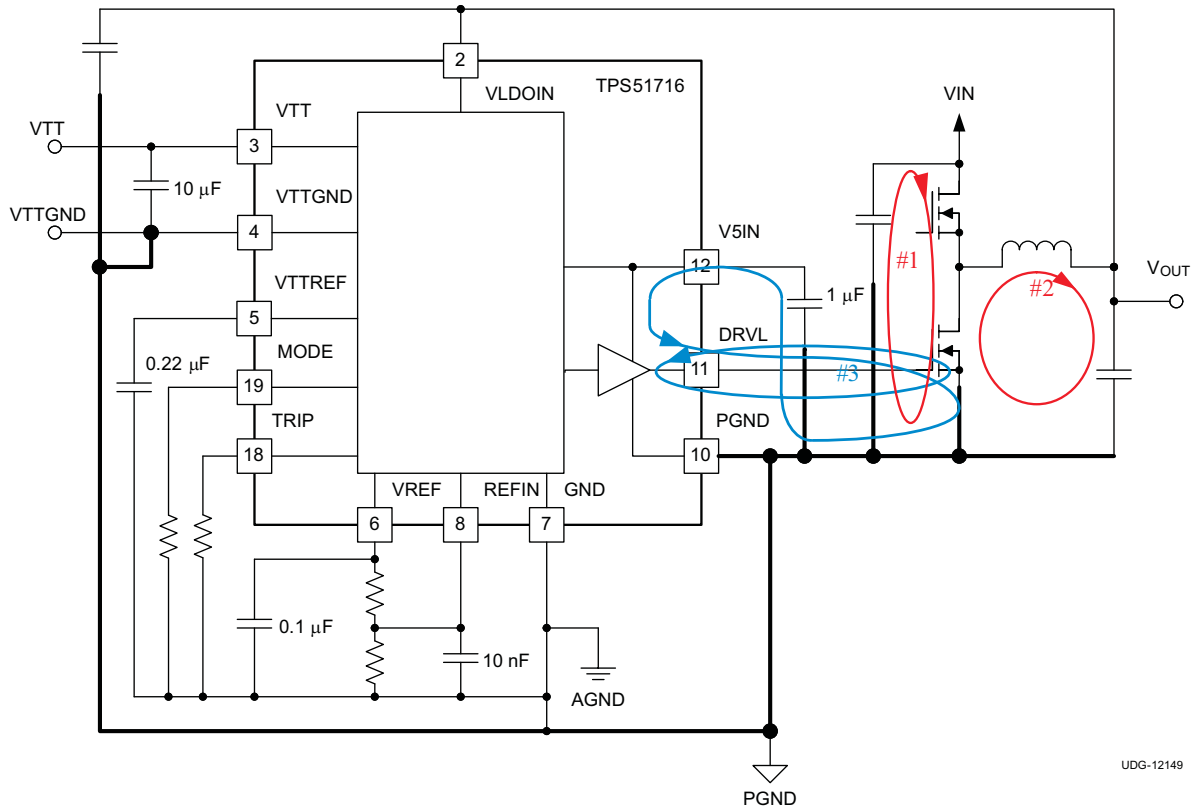 2
TPS51716
VLDOIN
VIN
VTT
VTT
3
10 µF
VTTGND
VTTGND
4
V5IN
12
#1
#2
VOUT
VTTREF
5
1 µF
DRVL
MODE
0.22 µF
11
#3
19
TRIP
PGND
18
10
VREF
REFIN
GND
6
8
7
0.1 µF
10 nF
AGND
PGND
UDG-12149